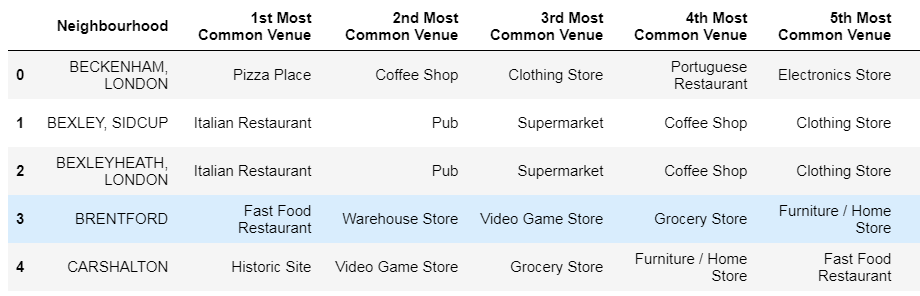 Neighbourhood 1st Most Common Venue 2nd Most Common Venue 3rd Most Common Venue 4th Most Common Venue 5th Most Common Venue
0 BECKENHAM, LONDON Pizza Place Coffee Shop Clothing Store Portuguese Restaurant Electronics Store
1 BEXLEY, SIDCUP Italian Restaurant Pub Supermarket Coffee Shop Clothing Store
2 BEXLEYHEATH, LONDON Italian Restaurant Pub Supermarket Coffee Shop Clothing Store
3 BRENTFORD Fast Food Restaurant Warehouse Store Video Game Store Grocery Store Furniture / Home Store
4 CARSHALTON Historic Site Video Game Store Grocery Store Furniture / Home Store Fast Food Restaurant